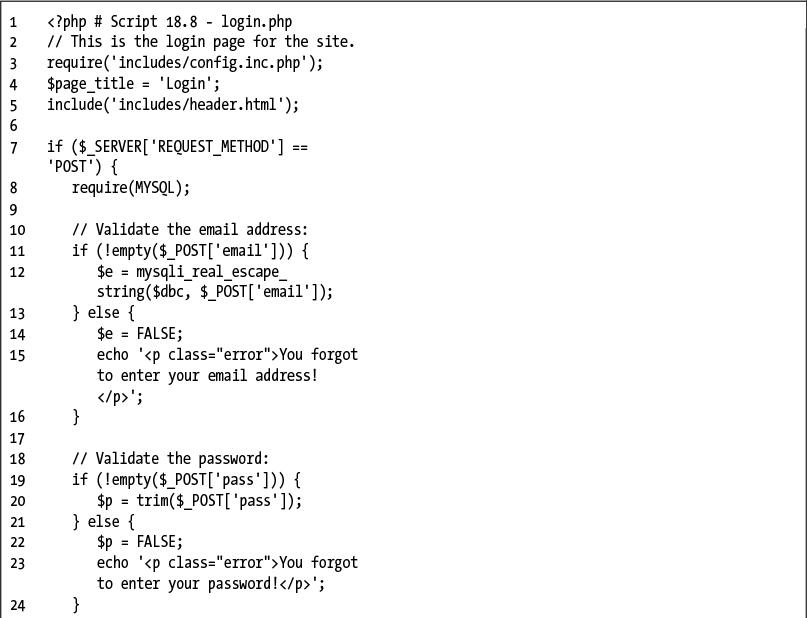 1 <?php # Script 18.8 - login.php
2 // This is the login page for the site.
3 require('includes/config.inc.php');
4 $page_title = 'Login';
5 include('includes/header.html');
6
7 if ($_SERVER['REQUEST_METHOD'] ==
'POST') {
8 require(MYSQL);
9
10 // Validate the email address:
11 if (!empty($_POST['email'])) {
12 $e = mysqli_real_escape_
string($dbc, $_POST['email']);
13 } else {
14 $e = FALSE;
15 echo '<p class="error">You forgot
to enter your email address!
</p>';
16 }
17
18 // Validate the password:
19 if (!empty($_POST['pass'])) {
20 $p = trim($_POST['pass']);
21 } else {
22 $p = FALSE;
23 echo '<p class="error">You forgot
to enter your password!</p>';
24 }